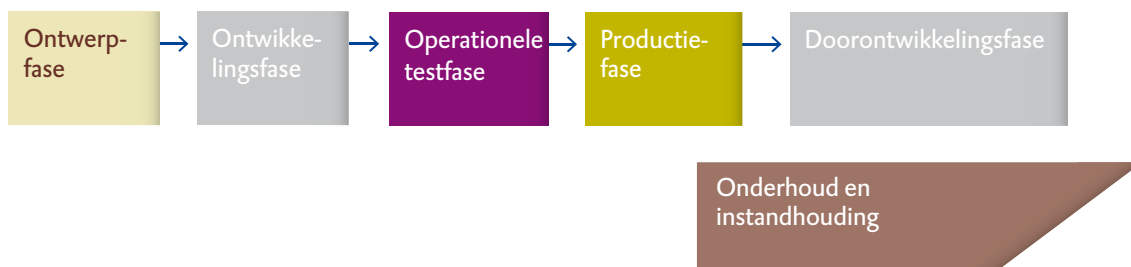 Ontwerp-
fase
Ontwikke-
lingsfase
Operationele
testfase
Productie-
fase
Doorontwikkelingsfase
Onderhoud en
instandhouding